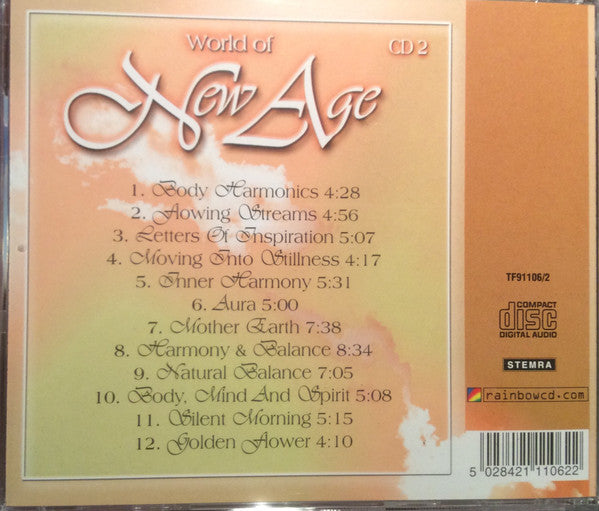 World of CD 2
New Age
1. Body Harmonics 4:28
2. Flowing Streams 4:56
3. Letters Of Inspiration 5:07
4. Moving Into Stillness 4:17
5. Inner Harmony 5:31
6. Aura 5:00
7. Mother Earth 7:38
8. Harmony & Balance 8:34
9. Natural Balance 7:05
10. Body, Mind And Spirit 5:08
11. Silent Morning 5:15
12. Golden Flower 4:10
TF91106/2
COMPACT
disc
DIGITAL AUDIO
STEMRA
rainbowcd.com
5 028421 110622